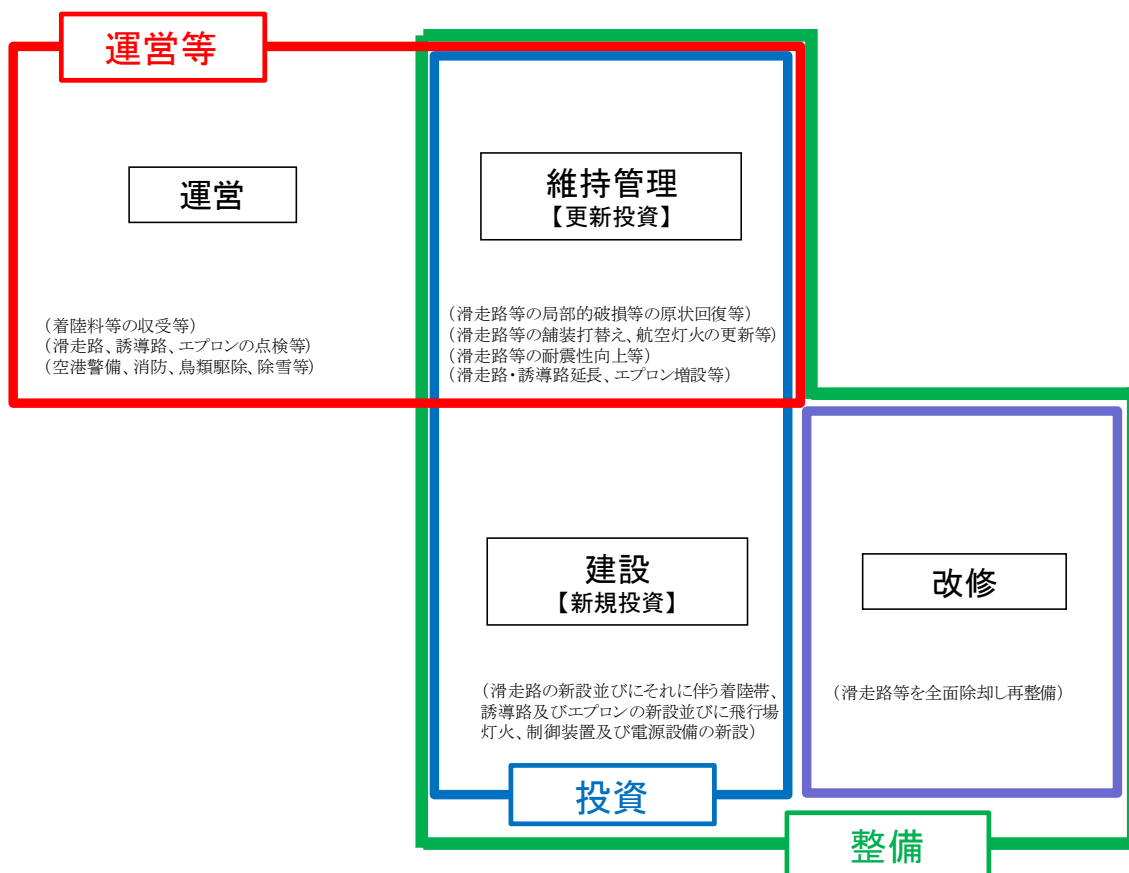 運営等
運営
(着陸料等の収受等)
(滑走路、誘導路、エプロンの点検等)
(空港警備、消防、鳥類駆除、除雪等)
維持管理
【更新投資】
(滑走路等の局部的破損等の原状回復等)
(滑走路等の舗装打替え、航空灯火の更新等)
(滑走路等の耐震性向上等)
(滑走路・誘導路延長、エプロン増設等)
建設
【新規投資】
(滑走路の新設並びにそれに伴う着陸帯、
誘導路及びエプロンの新設並びに飛行場
灯火、制御装置及び電源設備の新設)
改修
(滑走路等を全面除却し再整備)
投資
整備